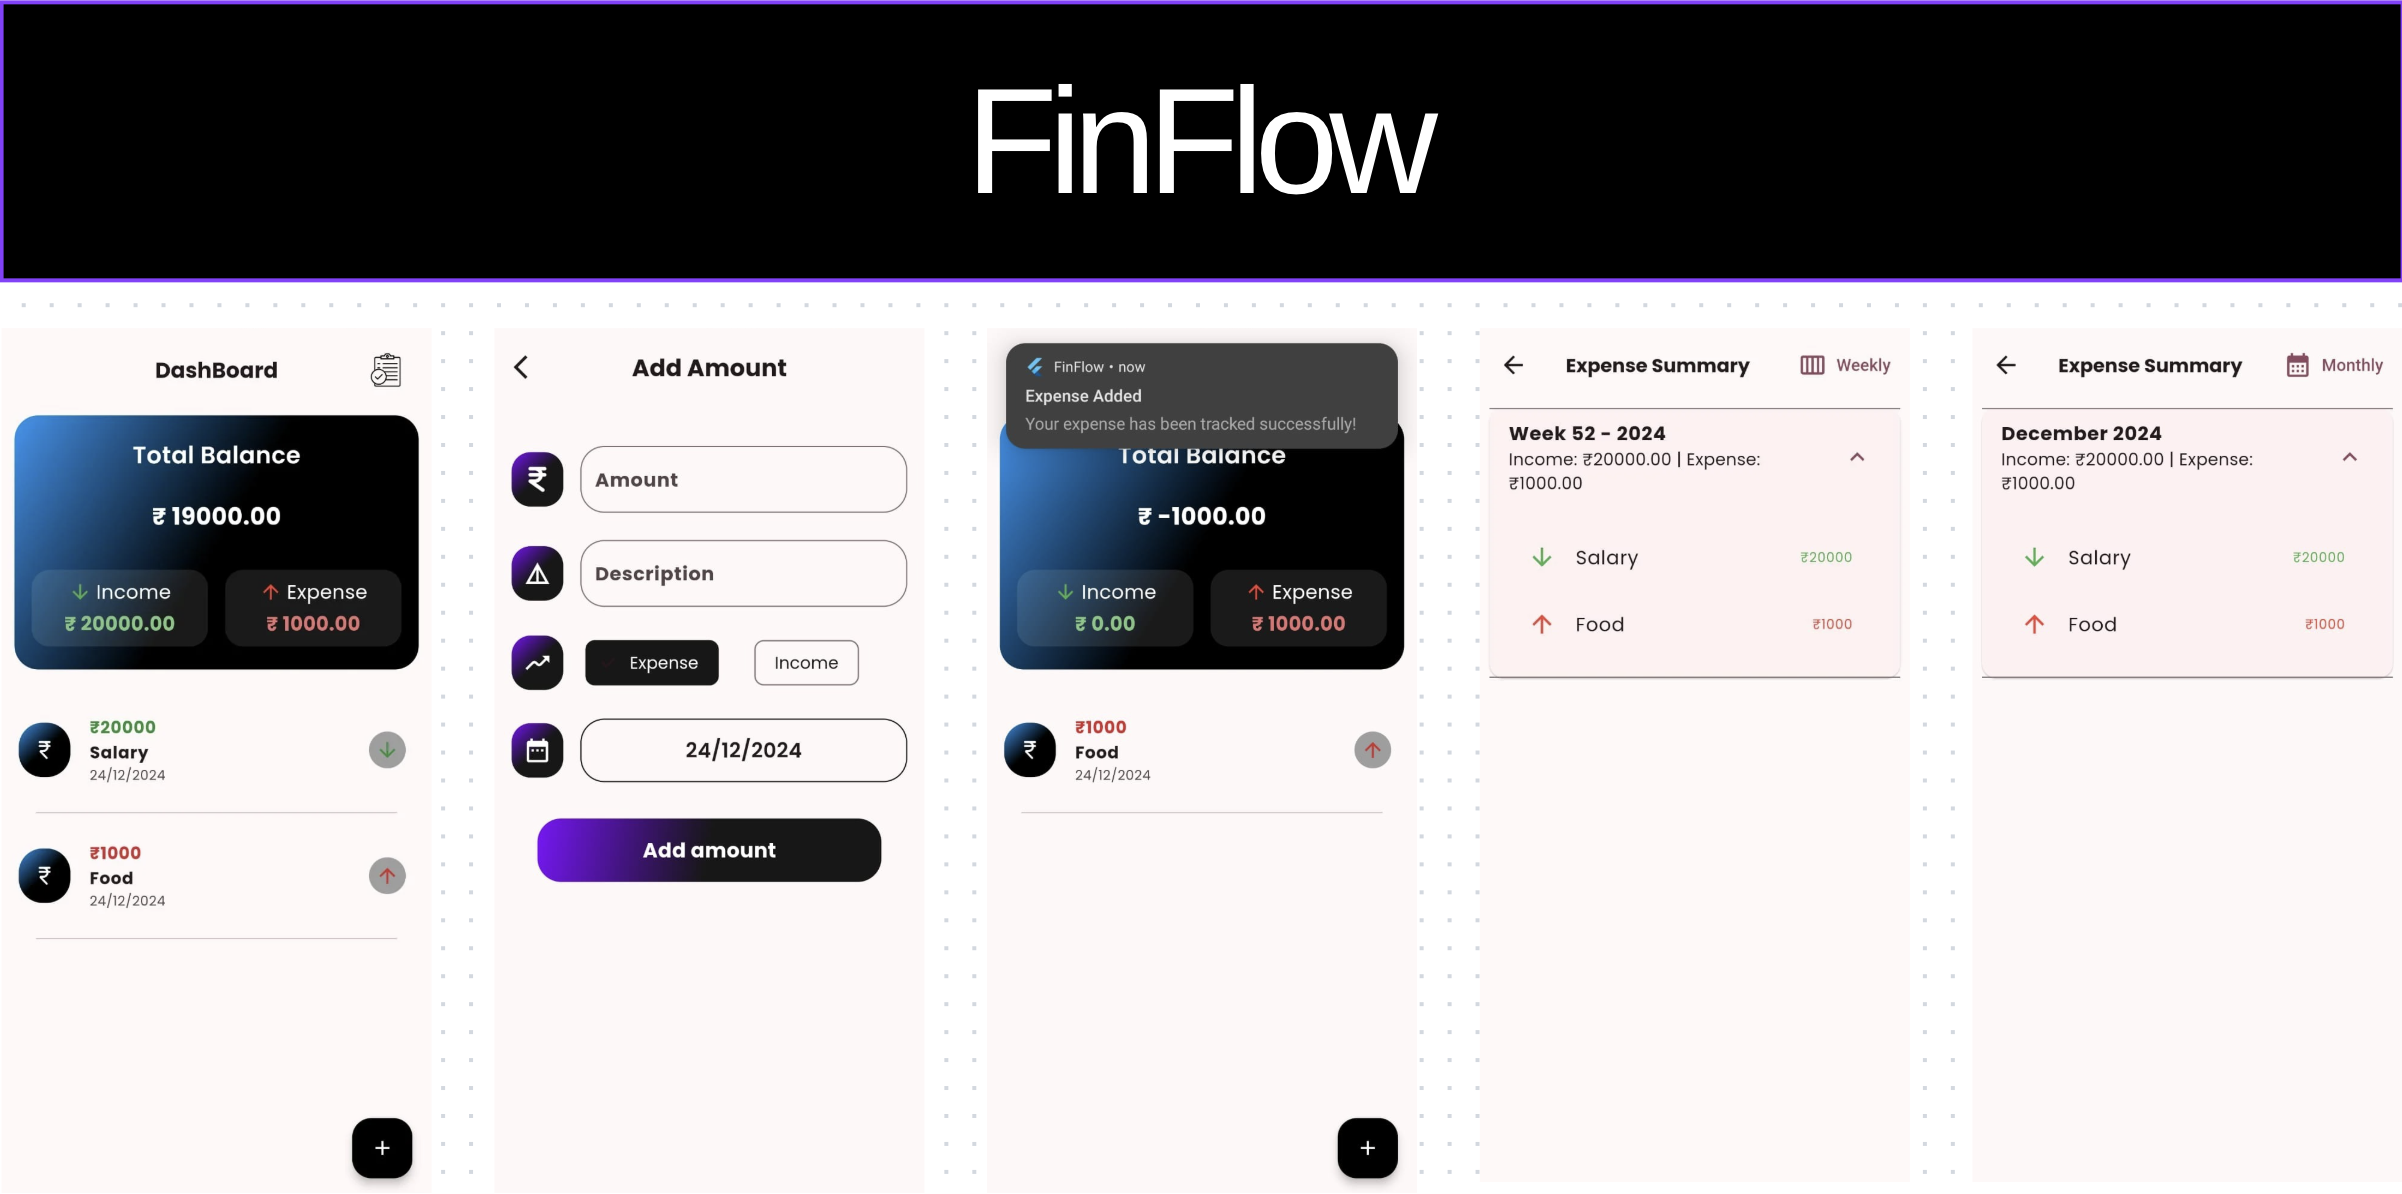 FinFlow
DashBoard
Total Balance
₹ 19000.00
Income
₹ 20000.00
Expense
₹ 1000.00
₹20000
Salary
24/12/2024
₹1000
Food
24/12/2024
+
Add Amount
₹
Amount
Description
Expense
Income
24/12/2024
Add amount
FinFlow • now
Expense Added
Your expense has been tracked successfully!
Total Balance
₹ -1000.00
Income
₹ 0.00
Expense
₹ 1000.00
₹1000
Food
24/12/2024
+
Expense Summary
Weekly
Week 52 - 2024
Income: ₹20000.00 | Expense:
₹1000.00
Salary
₹20000
Food
₹1000
Expense Summary
Monthly
December 2024
Income: ₹20000.00 | Expense:
₹1000.00
Salary
₹20000
Food
₹1000